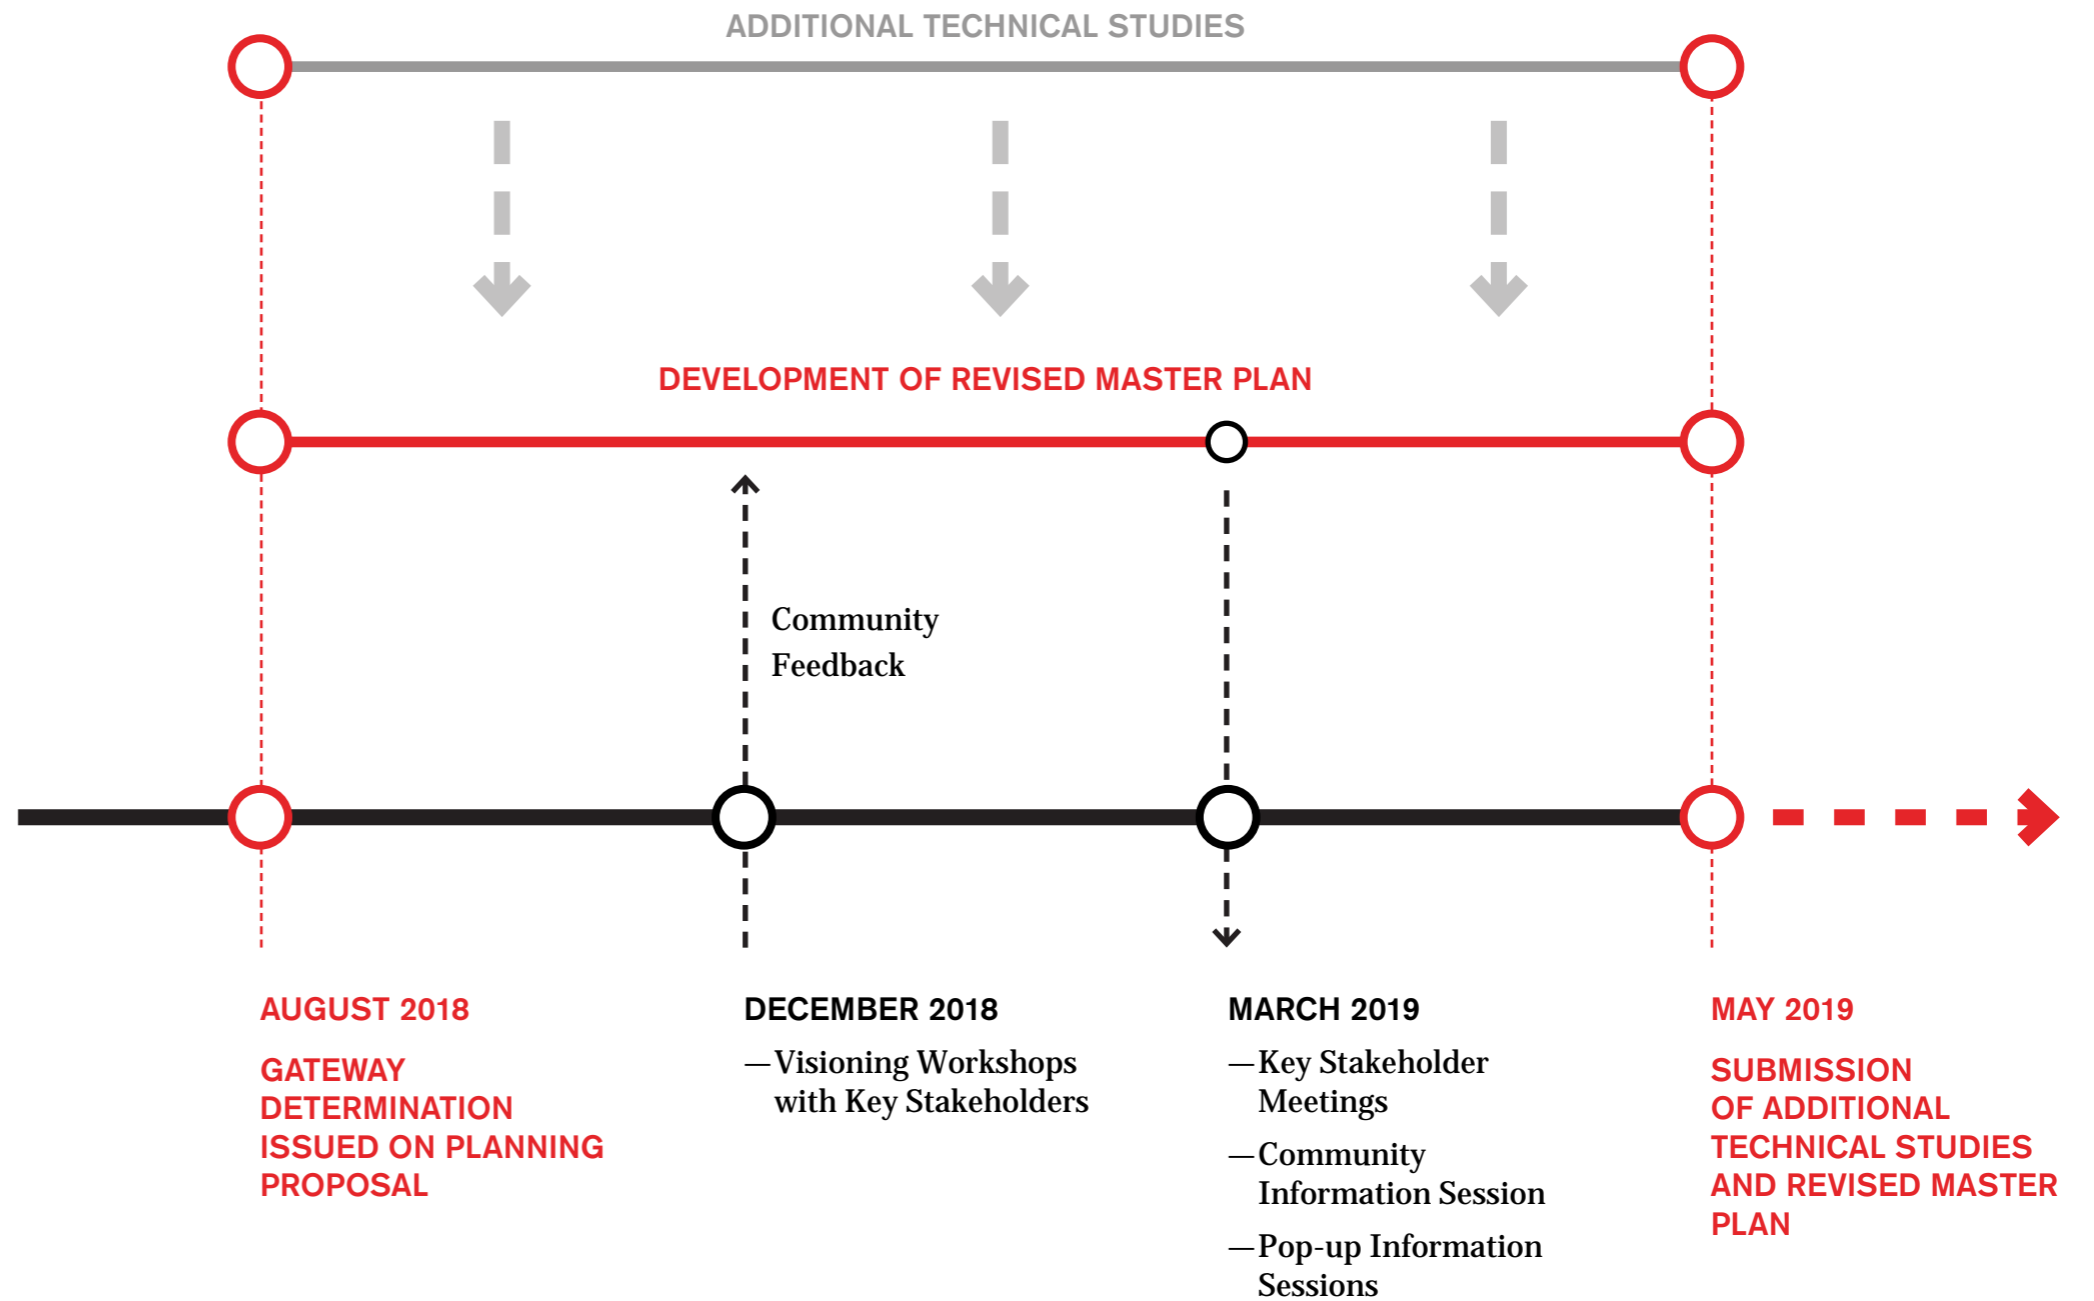 ADDITIONAL TECHNICAL STUDIES
DEVELOPMENT OF REVISED MASTER PLAN
Community
Feedback
AUGUST 2018
GATEWAY
DETERMINATION
ISSUED ON PLANNING
PROPOSAL
DECEMBER 2018
—Visioning Workshops
with Key Stakeholders
MARCH 2019
—Key Stakeholder
Meetings
—Community
Information Session
—Pop-up Information
Sessions
MAY 2019
SUBMISSION
OF ADDITIONAL
TECHNICAL STUDIES
AND REVISED MASTER
PLAN